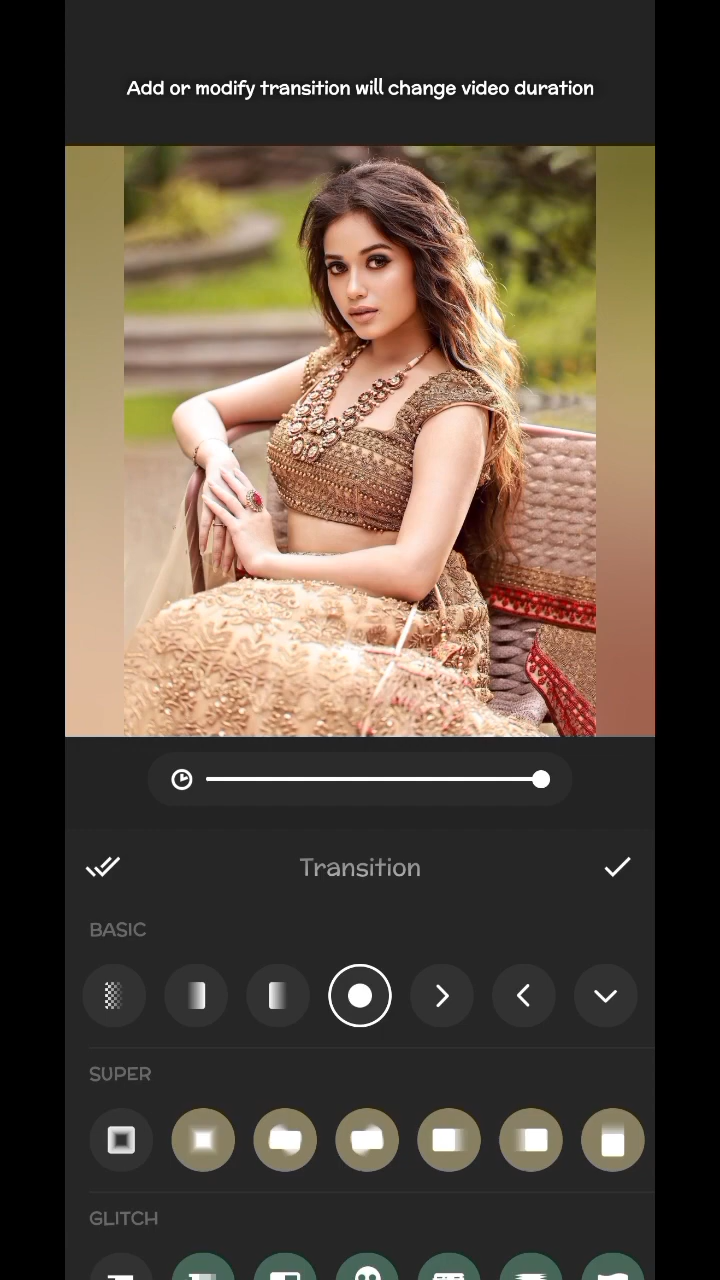 Add or modify transition will change video duration
Transition
BASIC
SUPER
GLITCH